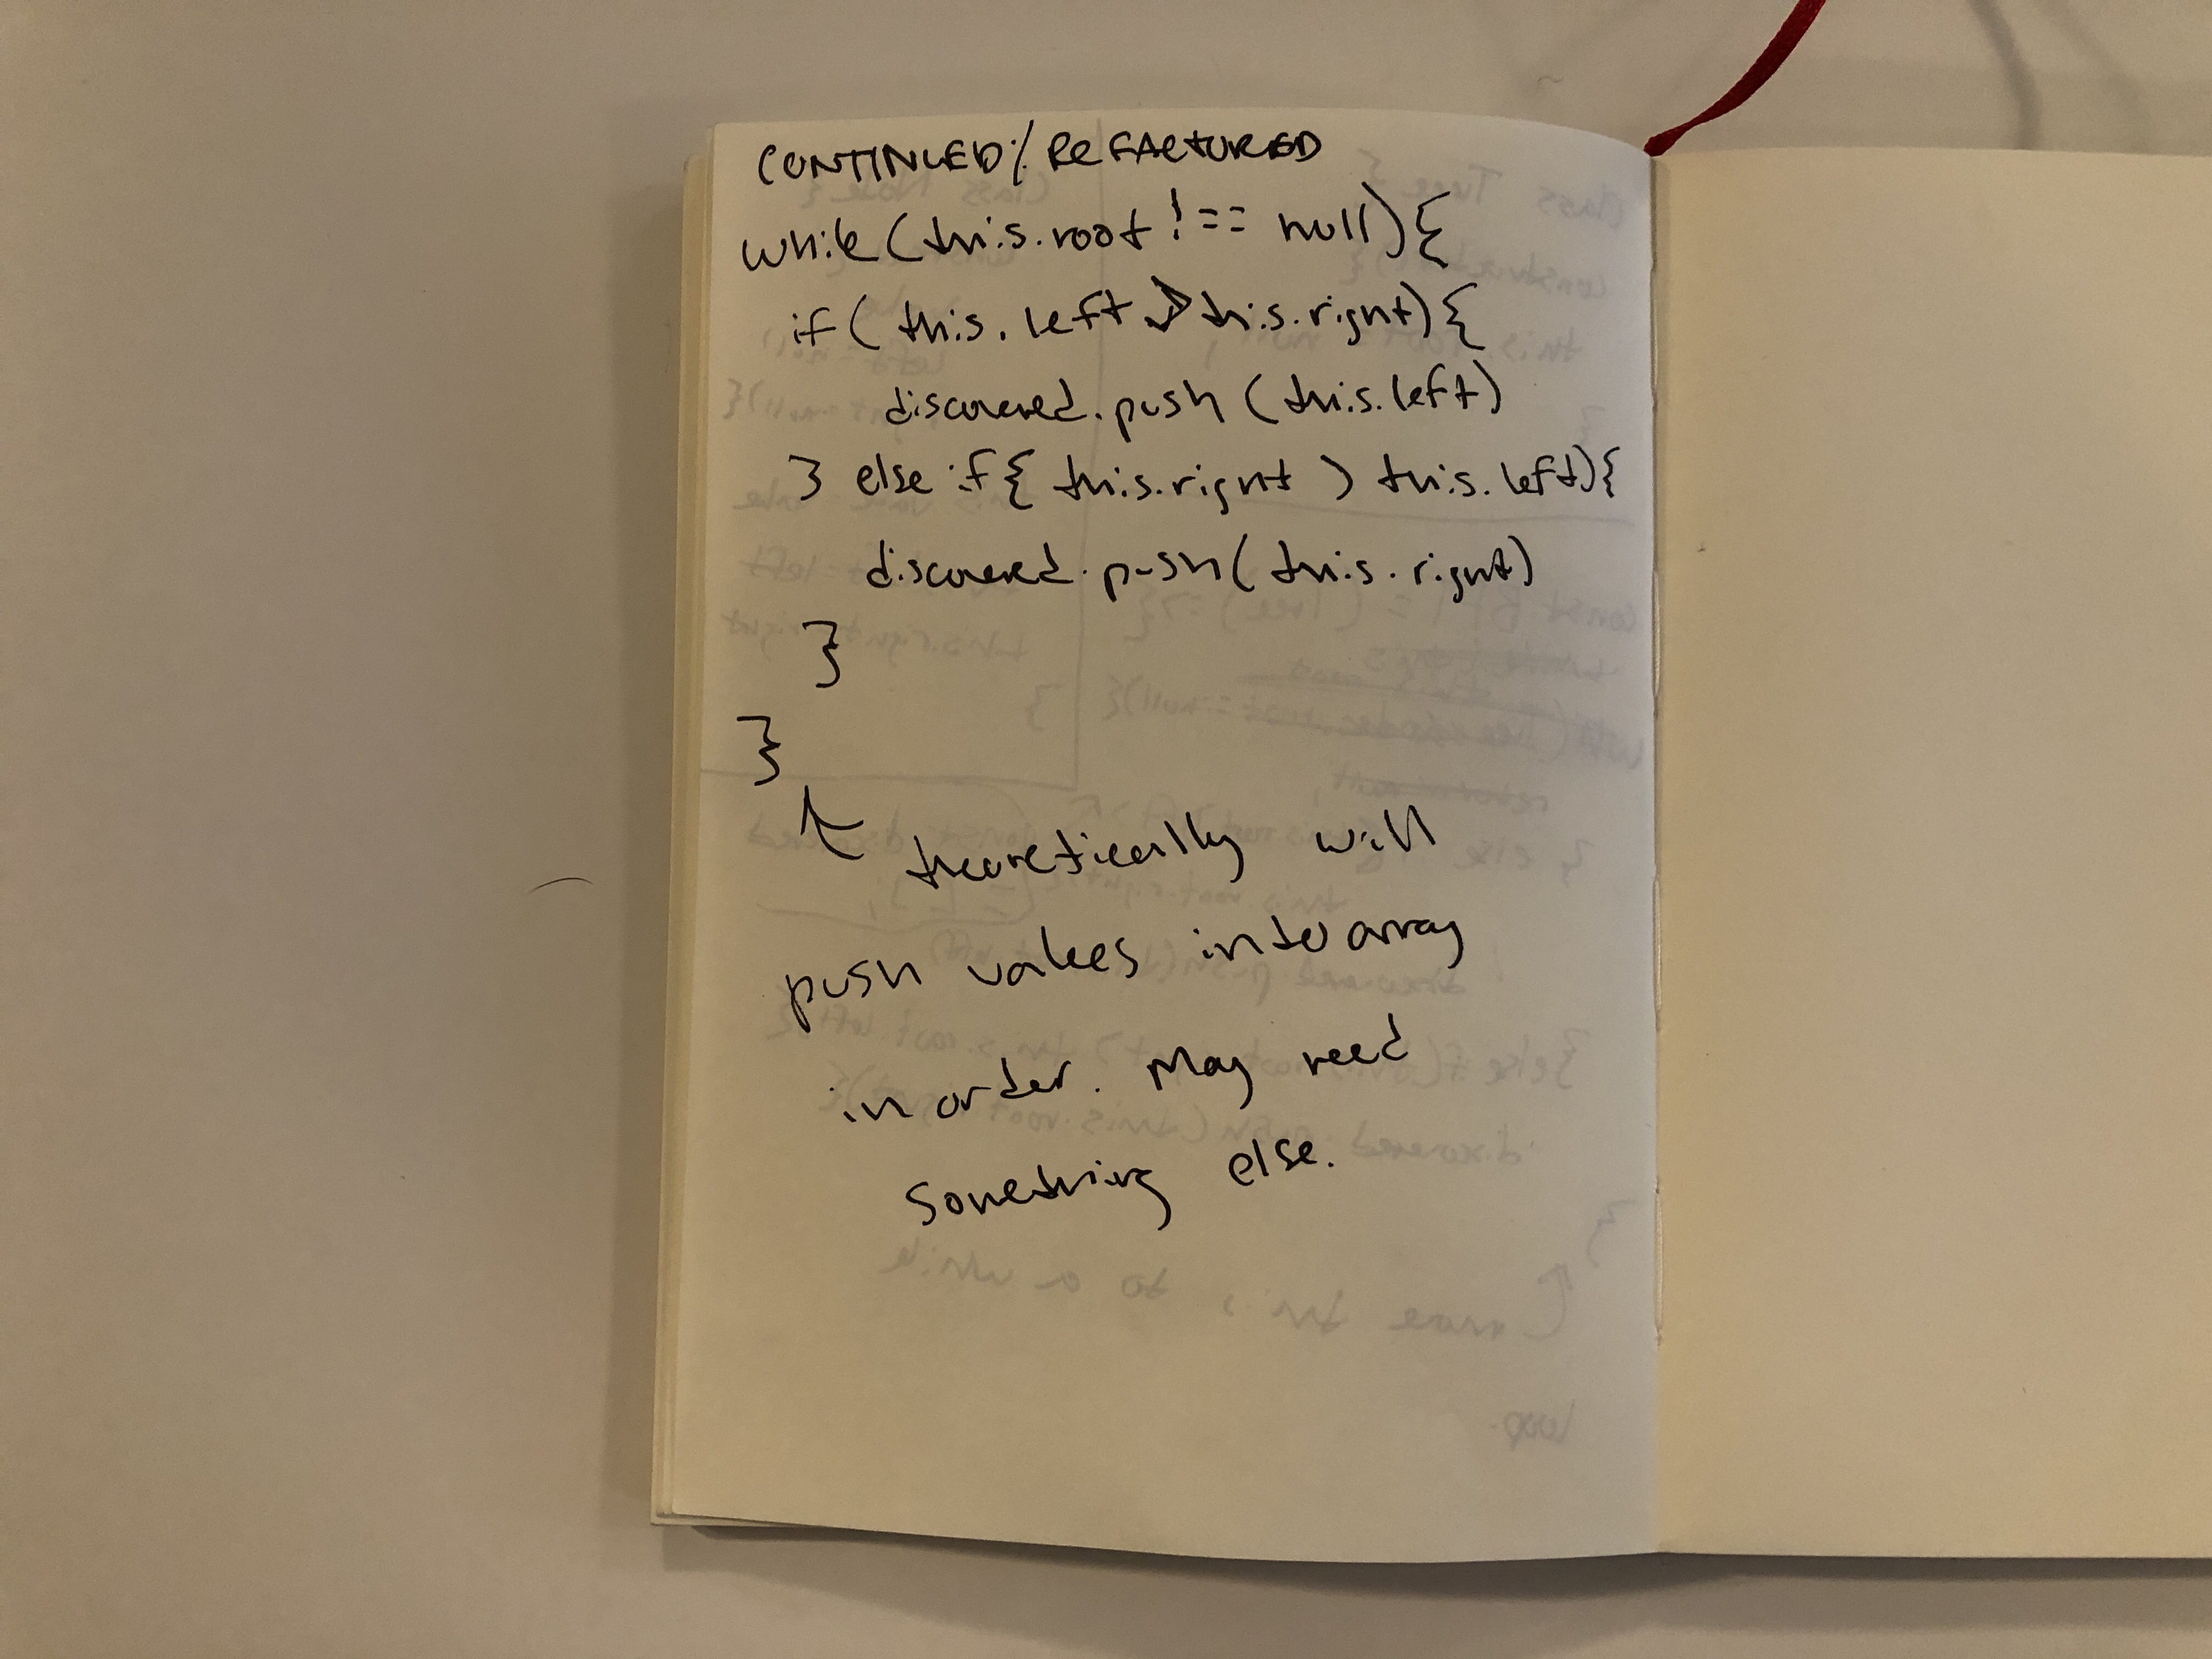 CONTINUED/REFACTURED
while(this.root !== null){
if(this.left > this.right){
discovered.push(this.left)
} else if{ this.right > this.left){
discovered.push(this.right)
}
}
theoretically will
push values into array
in order. May need
something else.